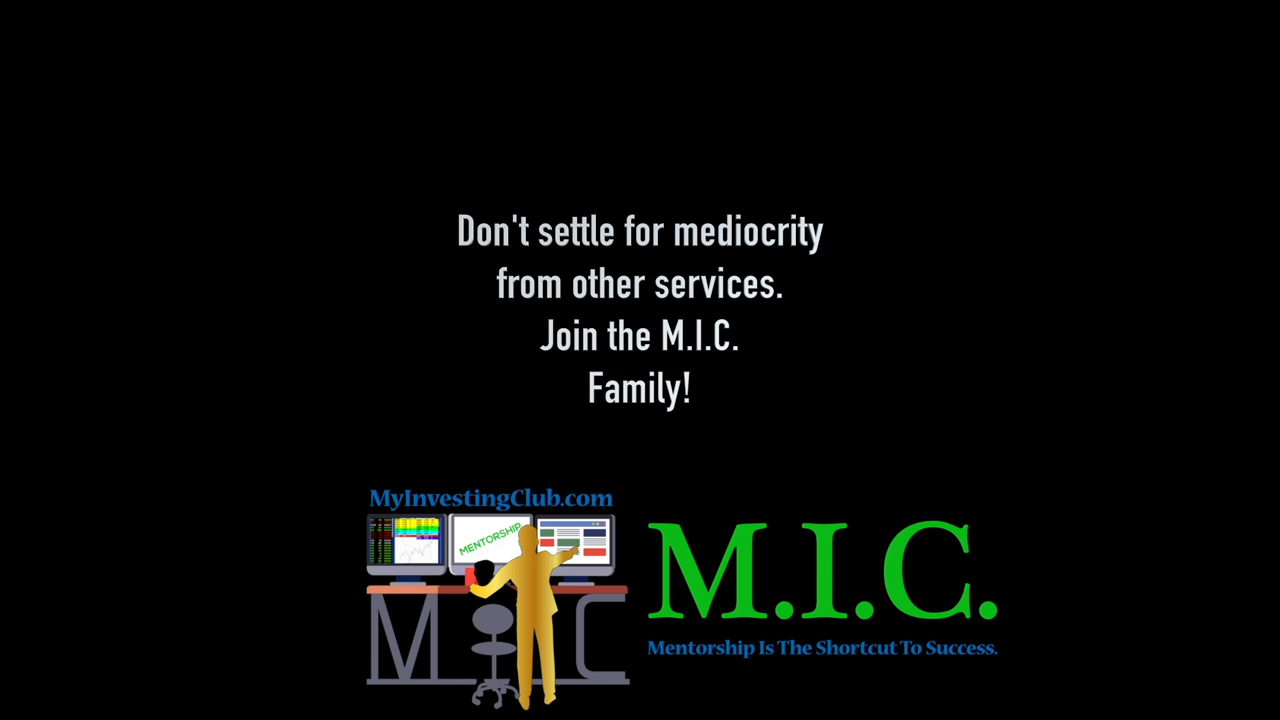 Don't settle for mediocrity
from other services.
Join the M.I.C.
Family!
MyInvestingClub.com
MENTORSHIP
M.I.C.
Mentorship Is The Shortcut To Success.
MIC